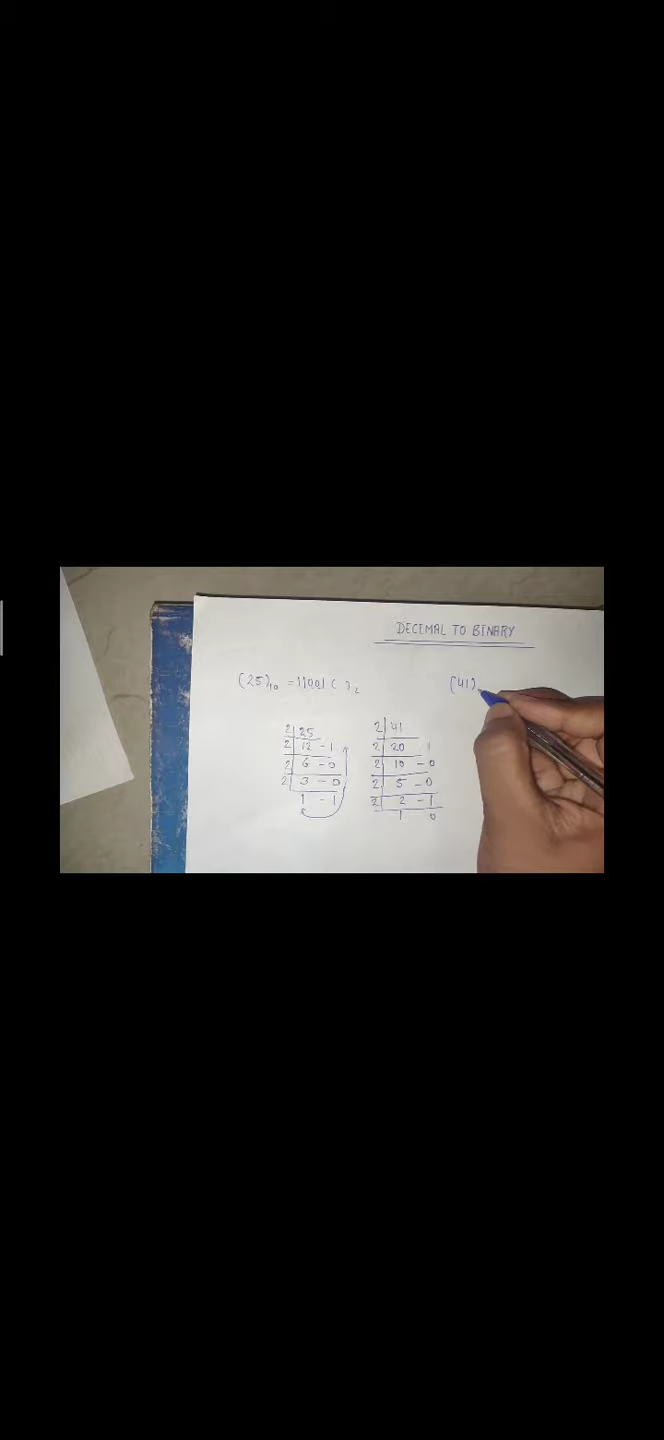 DECIMAL TO BINARY
(25)₁₀ = 11001 ( )₂
(41)
2 25
2 12 - 1
2 6 - 0
2 3 - 0
1 - 1
2 41
2 20 1
2 10 - 0
2 5 - 0
2 2 - 1
1 0